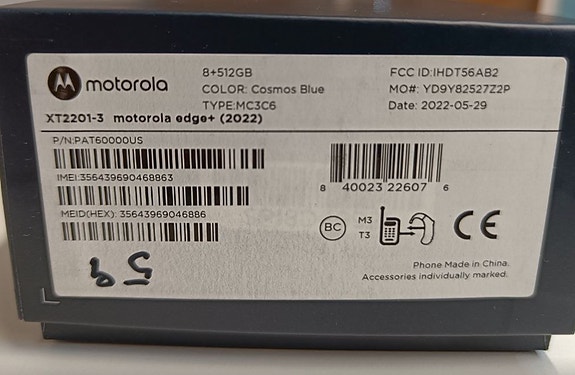 motorola
8+512GB
COLOR: Cosmos Blue
TYPE:MC3C6
FCC ID:IHDT56AB2
MO#: YD9Y82527Z2P
Date: 2022-05-29
XT2201-3 motorola edge+ (2022)
P/N:PAT60000US
IMEI:356439690468863
MEID(HEX): 35643969046886
8 40023 22607 6
BC
M3
T3
CE
Phone Made in China.
Accessories individually marked.